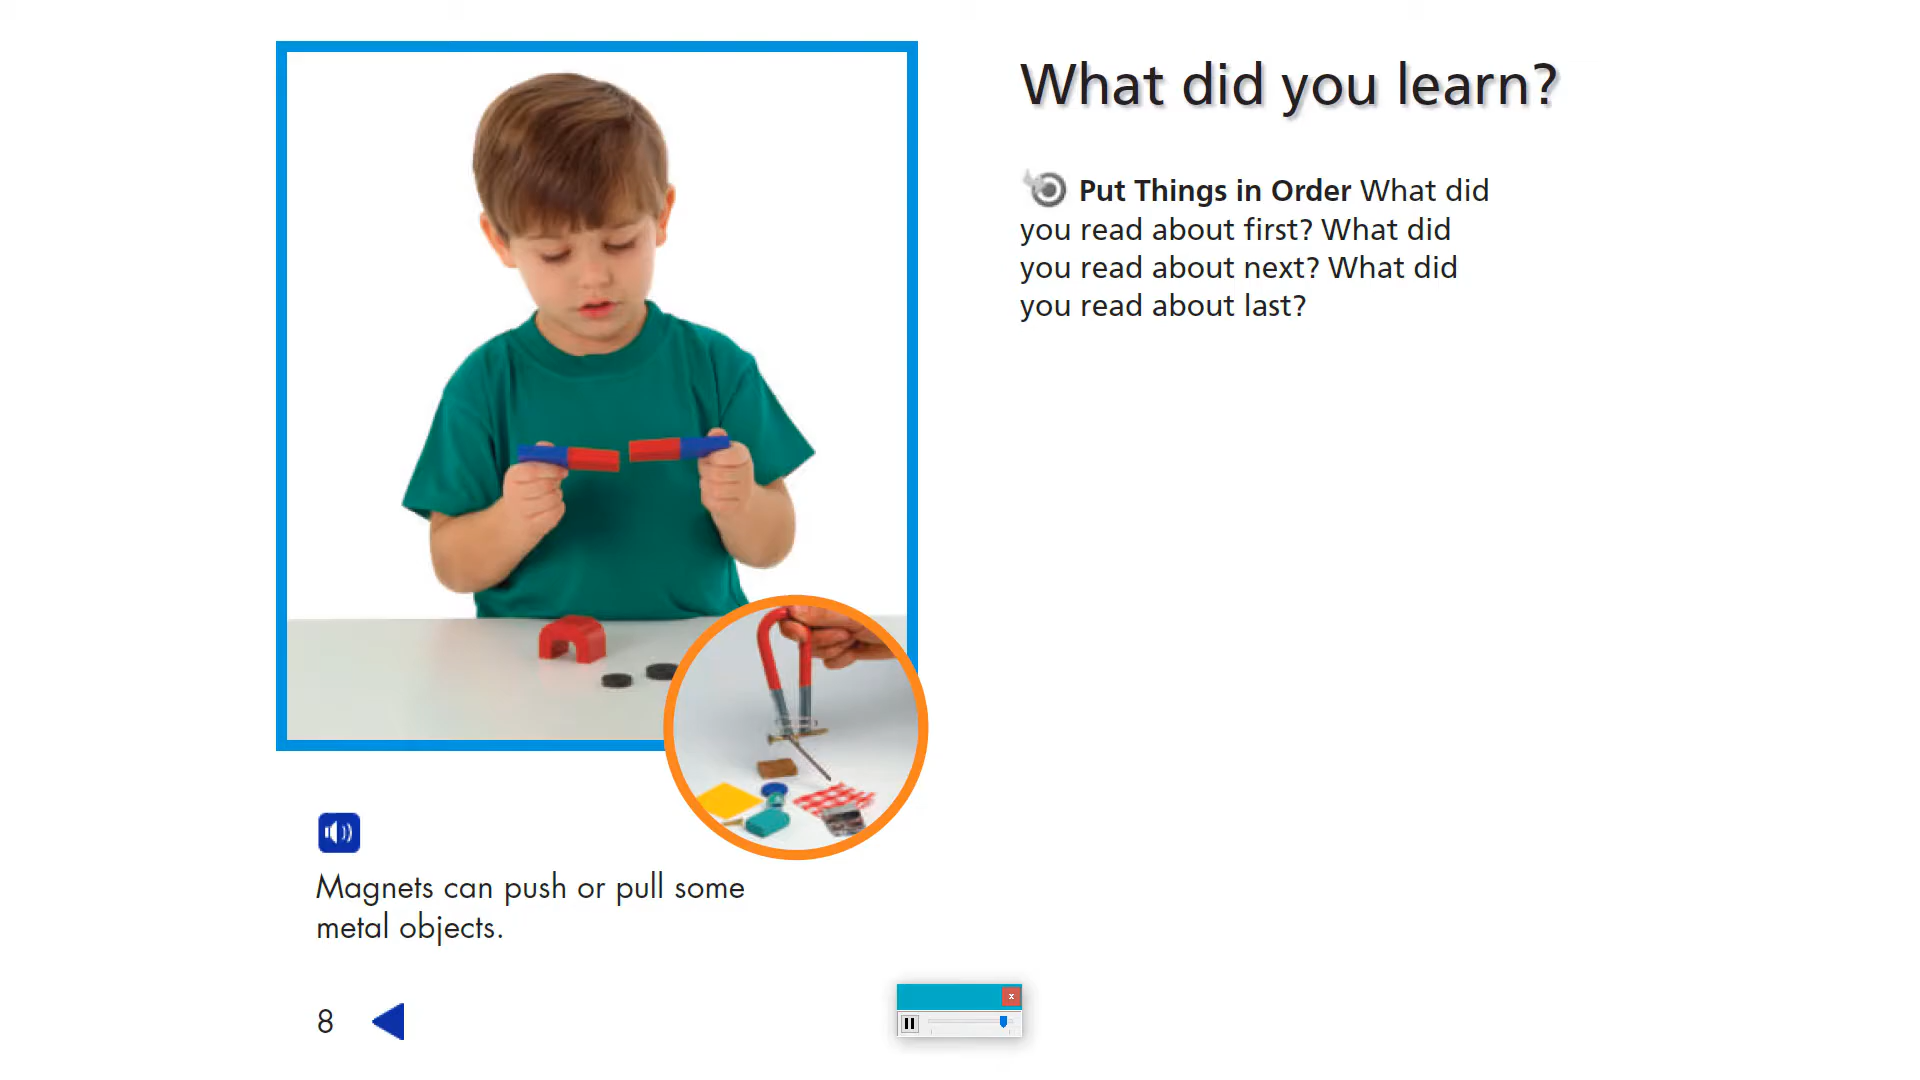 Magnets can push or pull some
metal objects.
8
What did you learn?
Put Things in Order What did
you read about first? What did
you read about next? What did
you read about last?